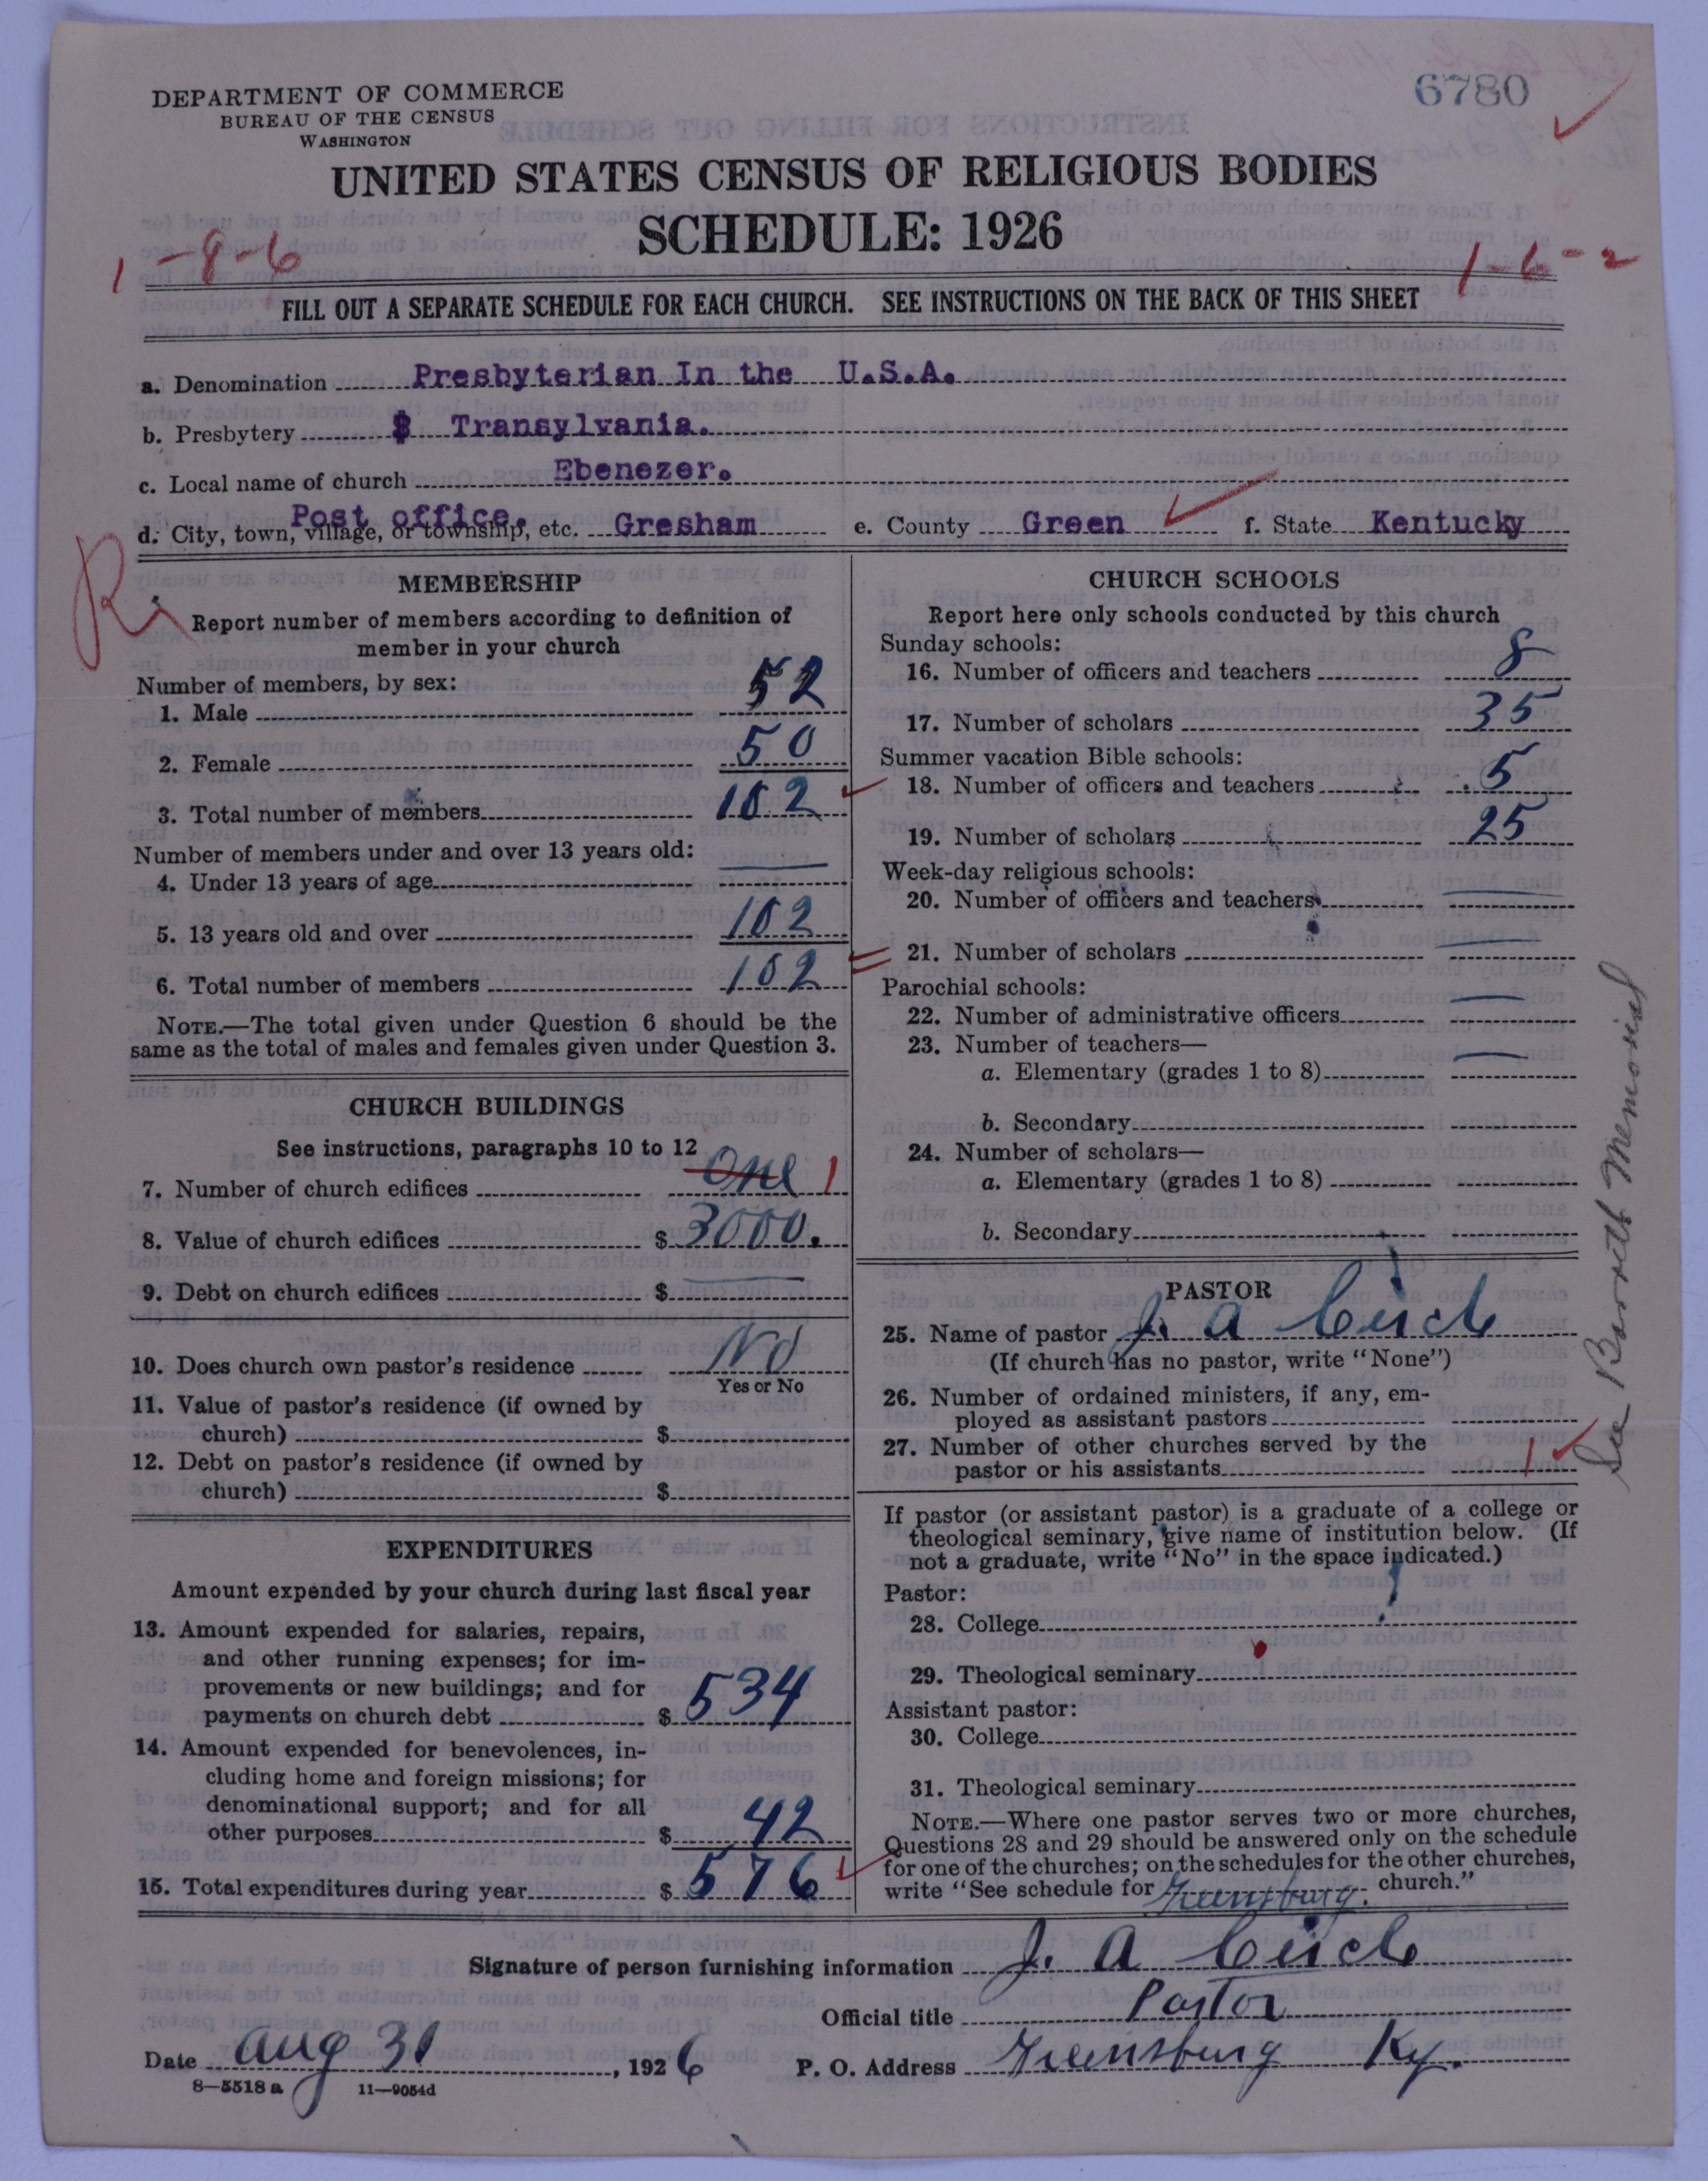 6780
DEPARTMENT OF COMMERCE
BUREAU OF THE CENSUS
WASHINGTON
UNITED STATES CENSUS OF RELIGIOUS BODIES
SCHEDULE: 1926
1-8-6
1-6-2
FILL OUT A SEPARATE SCHEDULE FOR EACH CHURCH. SEE INSTRUCTIONS ON THE BACK OF THIS SHEET
a. Denomination Presbyterian In the U.S.A.
b. Presbytery $ Transylvania.
c. Local name of church Ebenezer.
Post office.
d. City, town, village, or township, etc. Gresham e. County Green f. State Kentucky
R
MEMBERSHIP
Report number of members according to definition of
member in your church
Number of members, by sex:
1. Male 52
2. Female 50
3. Total number of members 102
Number of members under and over 13 years old:
4. Under 13 years of age —
5. 13 years old and over 102
6. Total number of members 102
NOTE.—The total given under Question 6 should be the
same as the total of males and females given under Question 3.
CHURCH BUILDINGS
See instructions, paragraphs 10 to 12
7. Number of church edifices One 1
8. Value of church edifices $ 3000.
9. Debt on church edifices $ —
10. Does church own pastor's residence No
Yes or No
11. Value of pastor's residence (if owned by
church) $
12. Debt on pastor's residence (if owned by
church) $
EXPENDITURES
Amount expended by your church during last fiscal year
13. Amount expended for salaries, repairs,
and other running expenses; for im-
provements or new buildings; and for
payments on church debt $ 534
14. Amount expended for benevolences, in-
cluding home and foreign missions; for
denominational support; and for all
other purposes $ 42
15. Total expenditures during year $ 576
CHURCH SCHOOLS
Report here only schools conducted by this church
Sunday schools:
16. Number of officers and teachers 8
17. Number of scholars 35
Summer vacation Bible schools:
18. Number of officers and teachers 5
19. Number of scholars 25
Week-day religious schools:
20. Number of officers and teachers —
21. Number of scholars —
Parochial schools:
22. Number of administrative officers —
23. Number of teachers—
a. Elementary (grades 1 to 8) —
b. Secondary
24. Number of scholars—
a. Elementary (grades 1 to 8)
b. Secondary
PASTOR
25. Name of pastor J. A
(If church has no pastor, write "None")
26. Number of ordained ministers, if any, em-
ployed as assistant pastors
27. Number of other churches served by the
pastor or his assistants 1
See Barrett Memorial
If pastor (or assistant pastor) is a graduate of a college or
theological seminary, give name of institution below. (If
not a graduate, write "No" in the space indicated.)
Pastor:
28. College
29. Theological seminary
Assistant pastor:
30. College
31. Theological seminary
NOTE.—Where one pastor serves two or more churches,
Questions 28 and 29 should be answered only on the schedule
for one of the churches; on the schedules for the other churches,
write "See schedule for Greensburg. church."
Signature of person furnishing information J. A
Official title Pastor
Date Aug 31, 1926 P. O. Address Greensburg Ky.
8—5518 a 11—9054d